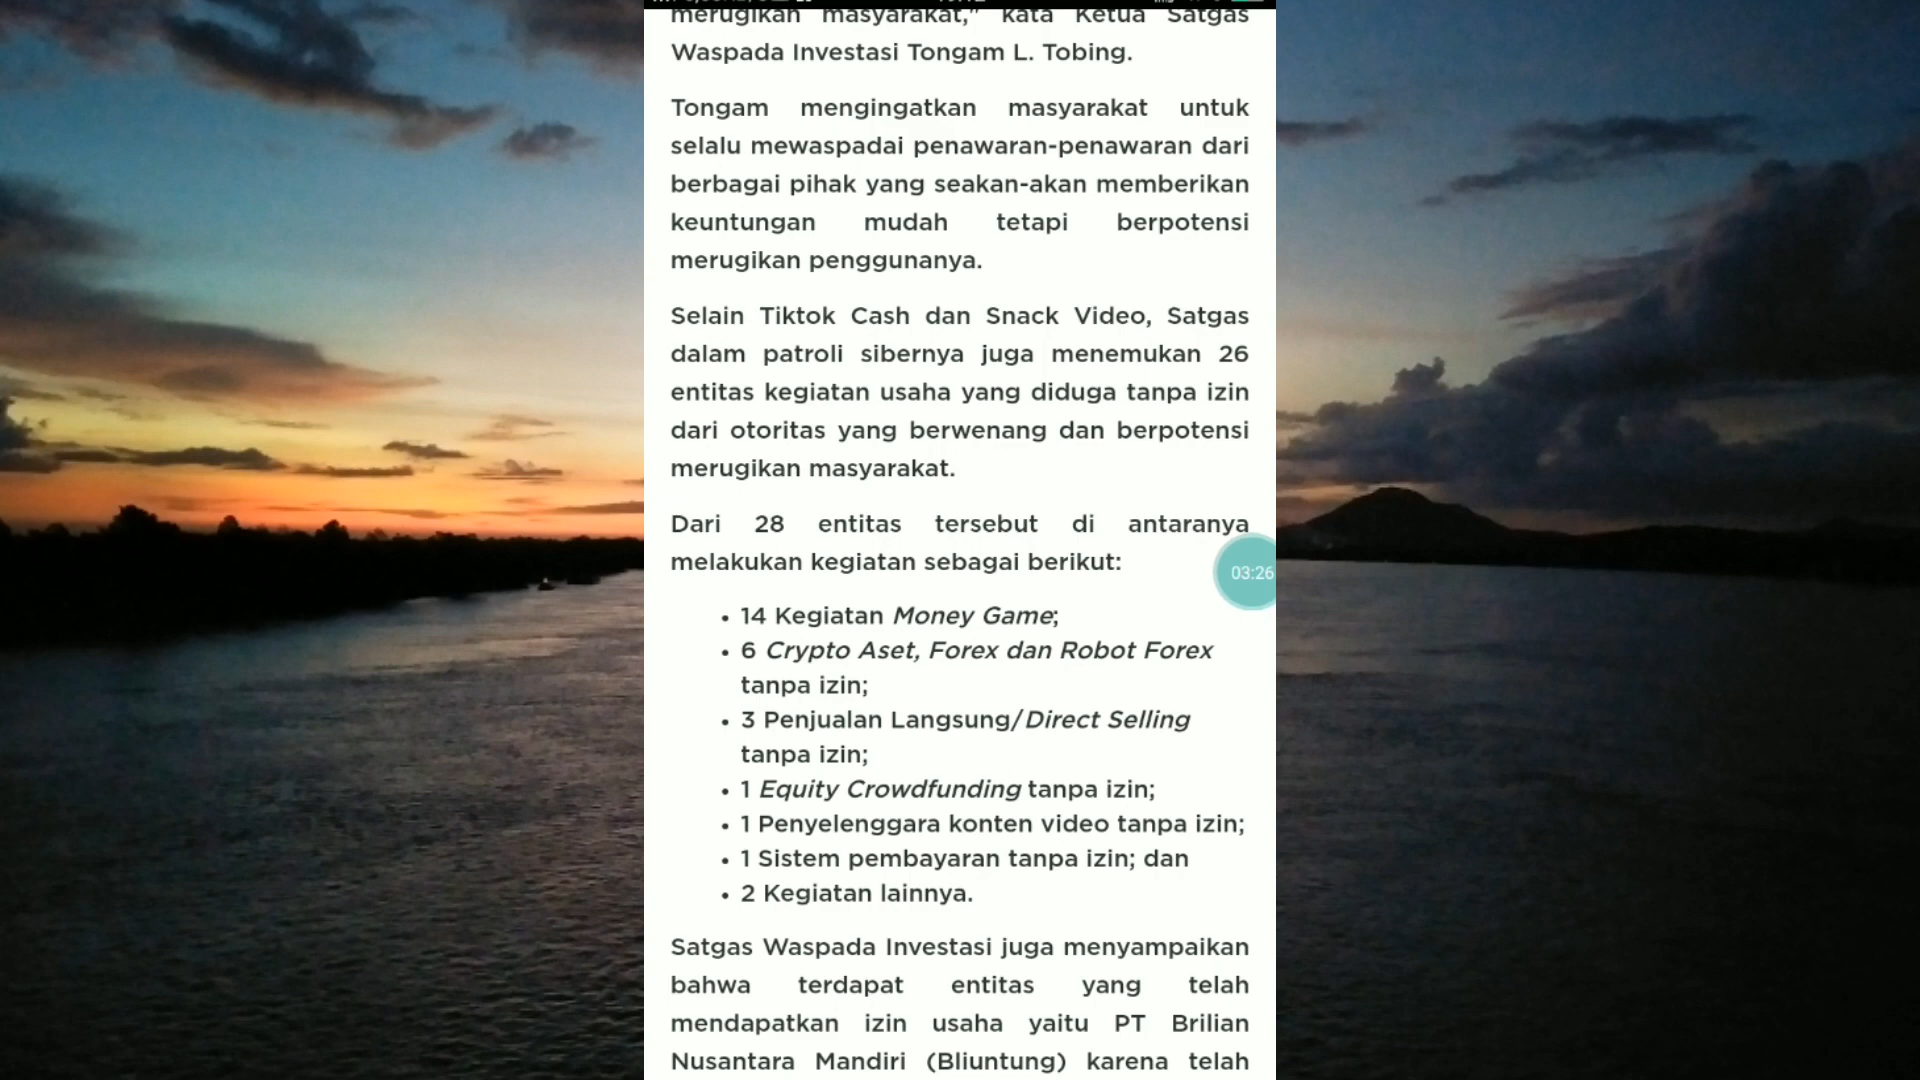 merugikan masyarakat," kata Ketua Satgas
Waspada Investasi Tongam L. Tobing.
Tongam mengingatkan masyarakat untuk
selalu mewaspadai penawaran-penawaran dari
berbagai pihak yang seakan-akan memberikan
keuntungan mudah tetapi berpotensi
merugikan penggunanya.
Selain Tiktok Cash dan Snack Video, Satgas
dalam patroli sibernya juga menemukan 26
entitas kegiatan usaha yang diduga tanpa izin
dari otoritas yang berwenang dan berpotensi
merugikan masyarakat.
Dari 28 entitas tersebut di antaranya
melakukan kegiatan sebagai berikut:
03:26
• 14 Kegiatan Money Game;
• 6 Crypto Aset, Forex dan Robot Forex
tanpa izin;
• 3 Penjualan Langsung/Direct Selling
tanpa izin;
• 1 Equity Crowdfunding tanpa izin;
• 1 Penyelenggara konten video tanpa izin;
• 1 Sistem pembayaran tanpa izin; dan
• 2 Kegiatan lainnya.
Satgas Waspada Investasi juga menyampaikan
bahwa terdapat entitas yang telah
mendapatkan izin usaha yaitu PT Brilian
Nusantara Mandiri (Bliuntung) karena telah